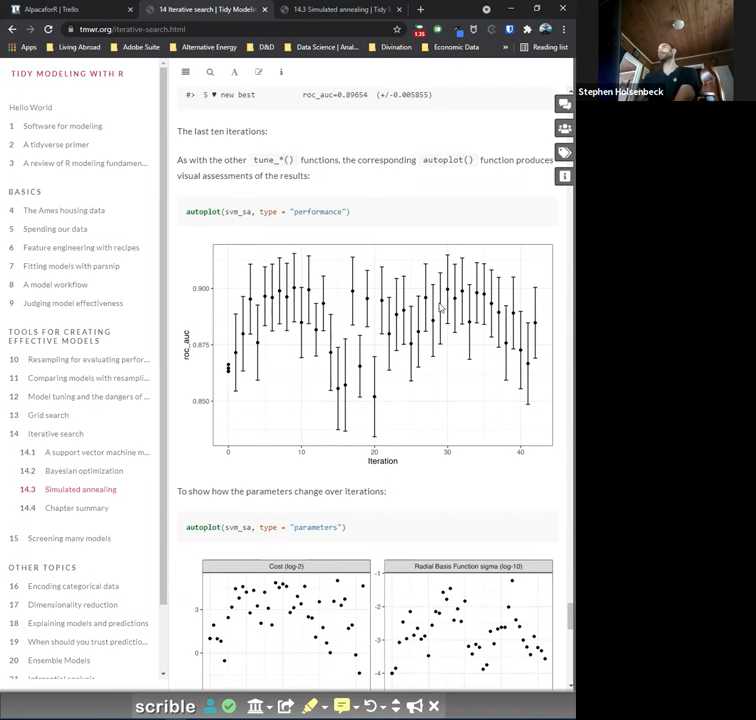 AlpacaforR | Trello
14 Iterative search | Tidy Modeli
14.3 Simulated annealing | Tidy
tmwr.org/iterative-search.html
1.35
Apps
Living Abroad
Adobe Suite
Alternative Energy
D&D
Data Science | Anal...
Divination
Economic Data
Reading list
Stephen Holsenbeck
TIDY MODELING WITH R
Hello World
1 Software for modeling
2 A tidyverse primer
3 A review of R modeling fundamen...
BASICS
4 The Ames housing data
5 Spending our data
6 Feature engineering with recipes
7 Fitting models with parsnip
8 A model workflow
9 Judging model effectiveness
TOOLS FOR CREATING
EFFECTIVE MODELS
10 Resampling for evaluating perfor...
11 Comparing models with resampli...
12 Model tuning and the dangers of ...
13 Grid search
14 Iterative search
14.1 A support vector machine m...
14.2 Bayesian optimization
14.3 Simulated annealing
14.4 Chapter summary
15 Screening many models
OTHER TOPICS
16 Encoding categorical data
17 Dimensionality reduction
18 Explaining models and predictions
19 When should you trust predictio...
20 Ensemble Models
21 Inferential analysis
#> 5 ♥ new best roc_auc=0.89654 (+/-0.005855)
The last ten iterations:
As with the other tune_*() functions, the corresponding autoplot() function produces
visual assessments of the results:
autoplot(svm_sa, type = "performance")
roc_auc
0.900
0.875
0.850
0 10 20 30 40
Iteration
To show how the parameters change over iterations:
autoplot(svm_sa, type = "parameters")
Cost (log-2)
3
0
Radial Basis Function sigma (log-10)
-1
-2
-3
-4
scrible